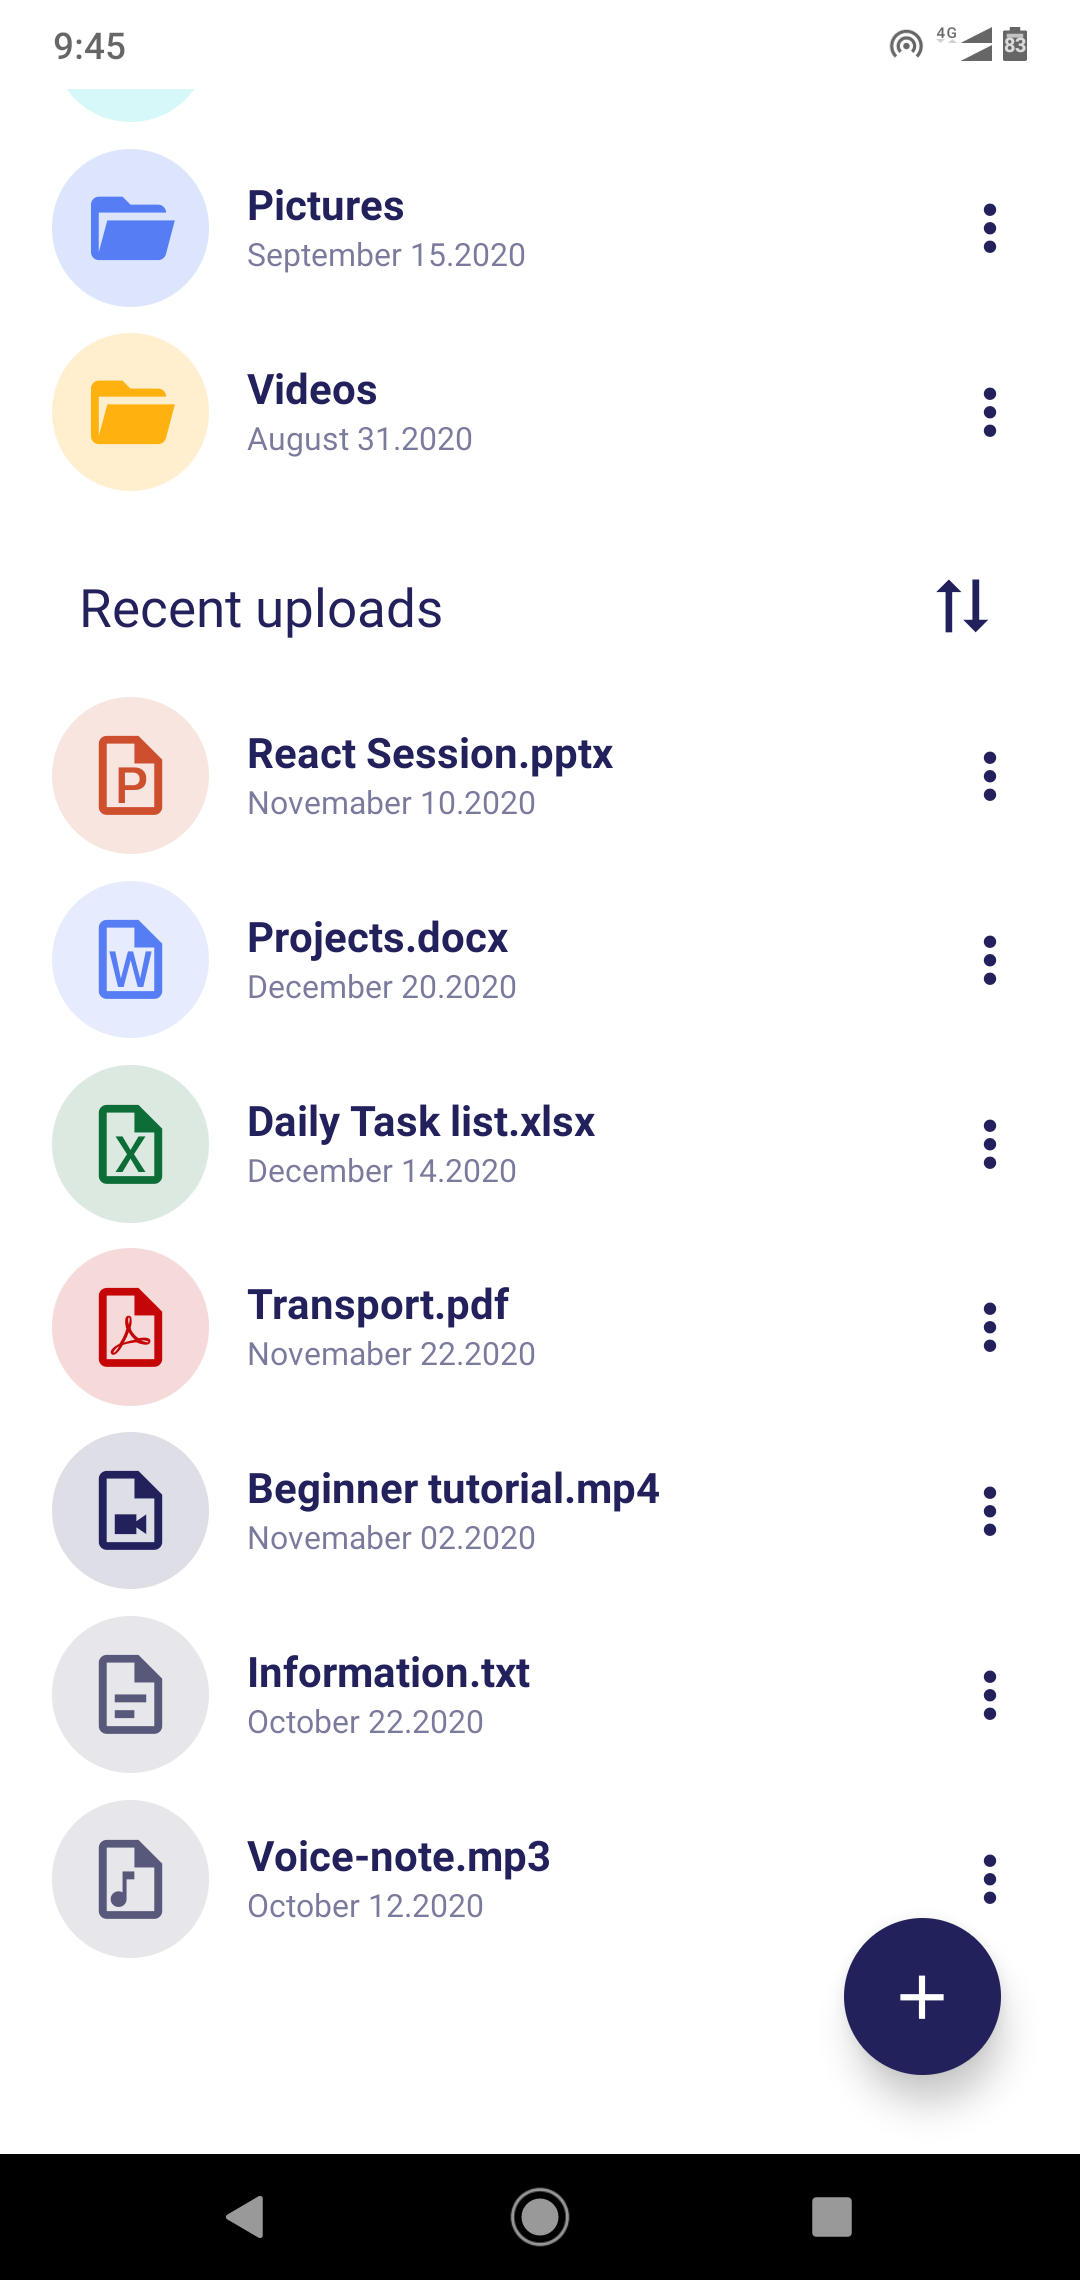 9:45
4G
83
Pictures
September 15.2020
Videos
August 31.2020
Recent uploads
P
React Session.pptx
Novemaber 10.2020
W
Projects.docx
December 20.2020
X
Daily Task list.xlsx
December 14.2020
Transport.pdf
Novemaber 22.2020
Beginner tutorial.mp4
Novemaber 02.2020
Information.txt
October 22.2020
Voice-note.mp3
October 12.2020